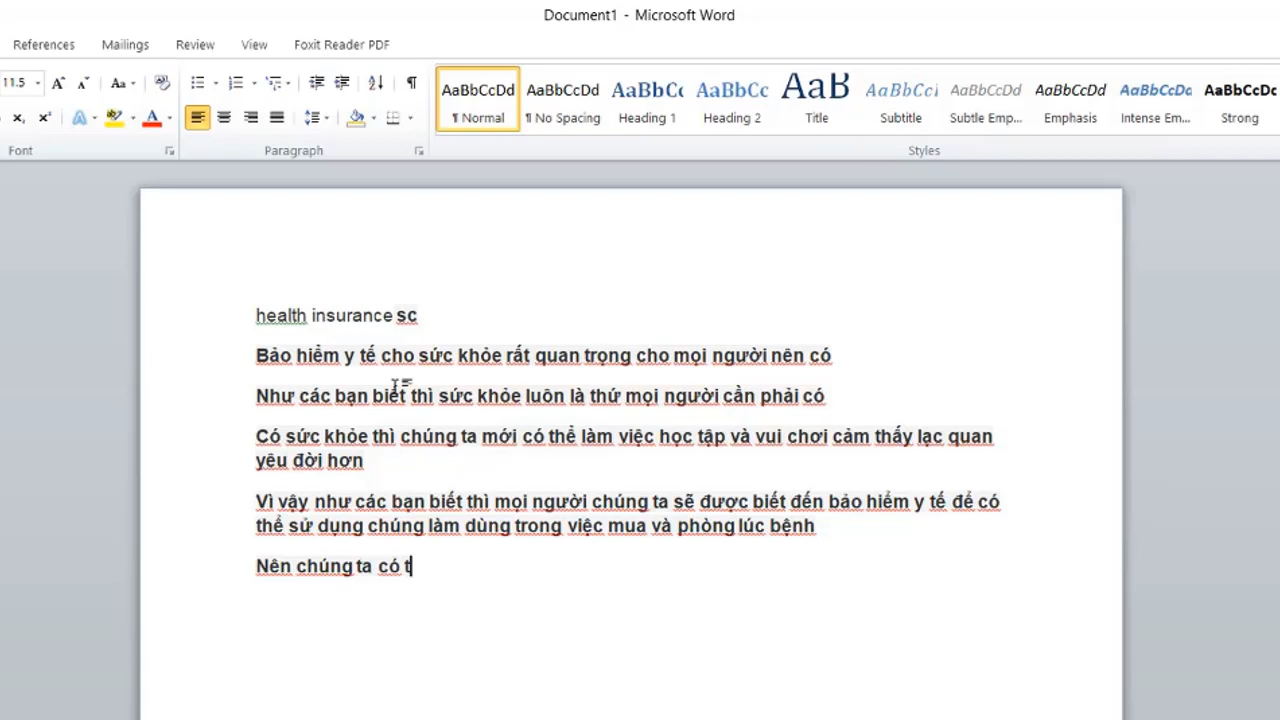 Document1 - Microsoft Word
References Mailings Review View Foxit Reader PDF
11.5 A A Aa
AaBbCcDd AaBbCcDd AaBbCc AaBbCc AaB AaBbCcI AaBbCcDd AaBbCcDd AaBbCcDc AaBbCcDc
x₂ x² A A ¶ Normal ¶ No Spacing Heading 1 Heading 2 Title Subtitle Subtle Emp... Emphasis Intense Em... Strong
Font Paragraph Styles
health insurance sc
Bảo hiểm y tế cho sức khỏe rất quan trọng cho mọi người nên có
Như các bạn biết thì sức khỏe luôn là thứ mọi người cần phải có
Có sức khỏe thì chúng ta mới có thể làm việc học tập và vui chơi cảm thấy lạc quan
yêu đời hơn
Vì vậy như các bạn biết thì mọi người chúng ta sẽ được biết đến bảo hiểm y tế để có
thể sử dụng chúng làm dùng trong việc mua và phòng lúc bệnh
Nên chúng ta có t